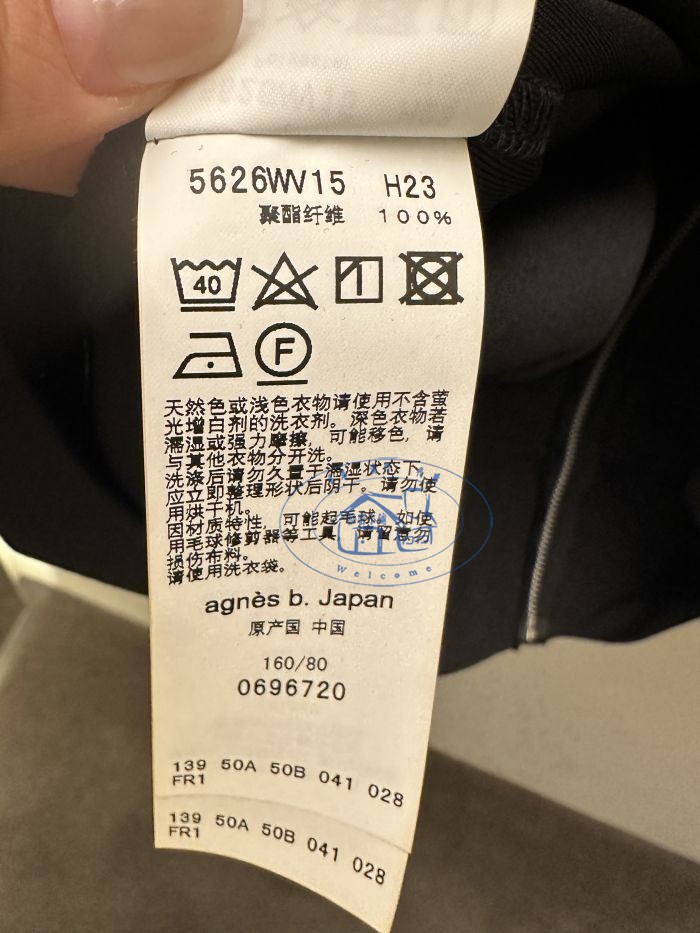 5626WV15 H23
聚酯纤维 100%
40
F
天然色或浅色衣物请使用不含萤
光增白剂的洗衣剂。深色衣物若
濡湿或强力磨擦，可能移色，请
与其他衣物分开洗。
洗涤后请勿久置于濡湿状态下，
应立即整理形状后阴干。请勿使
用烘干机。
因材质特性，可能起毛球，如使
用毛球修剪器等工具，请留意勿
损伤布料。
请使用洗衣袋。
Welcome
agnès b. Japan
原产国 中国
160/80
0696720
139 50A 50B 041 028
FR1
139 50A 50B 041 028
FR1